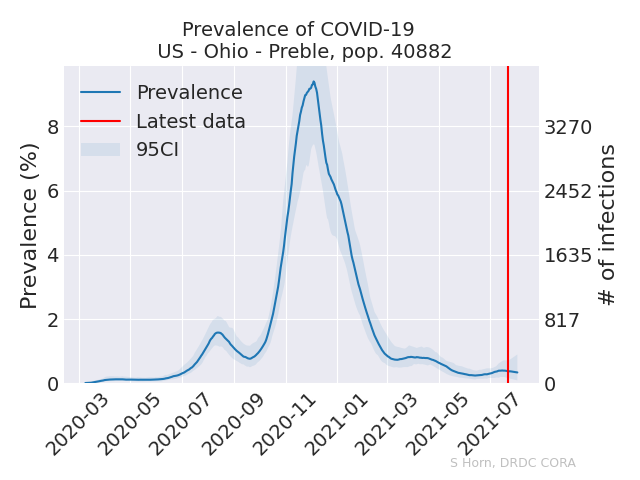 Prevalence of COVID-19
US - Ohio - Preble, pop. 40882
Prevalence
Latest data
95CI
Prevalence (%)
8
6
4
2
0
3270
2452
1635
817
0
# of infections
2020-03
2020-05
2020-07
2020-09
2020-11
2021-01
2021-03
2021-05
2021-07
S Horn, DRDC CORA